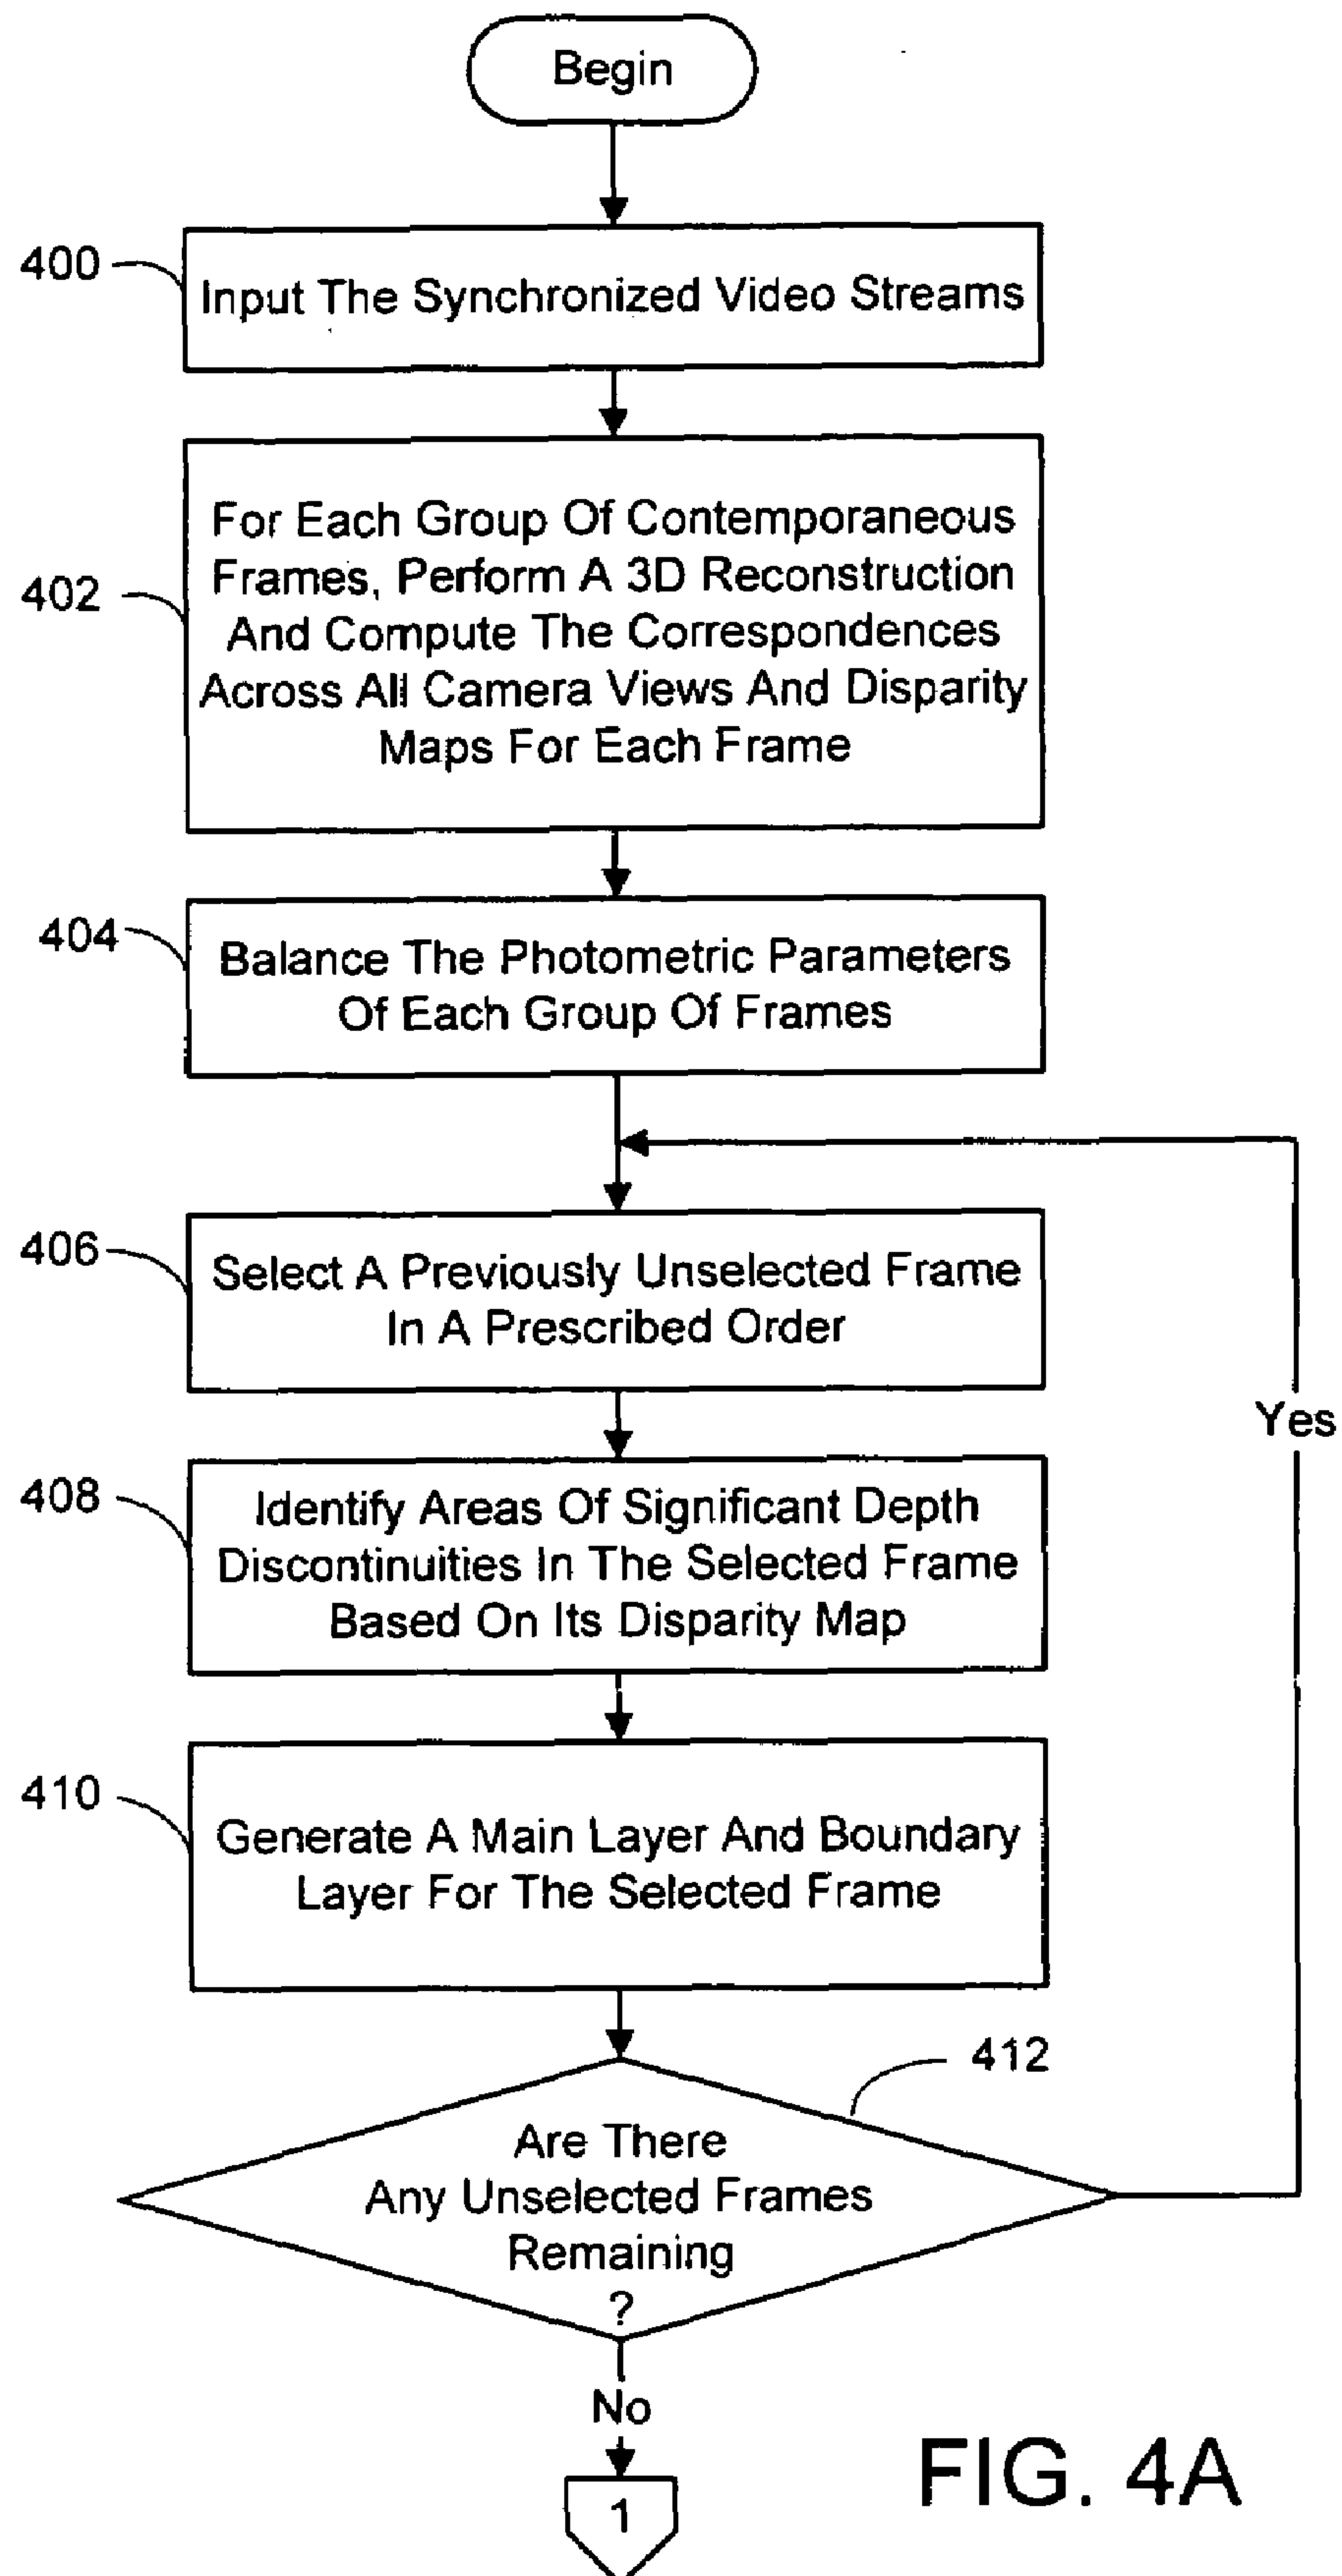 Begin
400
Input The Synchronized Video Streams
402
For Each Group Of Contemporaneous
Frames, Perform A 3D Reconstruction
And Compute The Correspondences
Across All Camera Views And Disparity
Maps For Each Frame
404
Balance The Photometric Parameters
Of Each Group Of Frames
406
Select A Previously Unselected Frame
In A Prescribed Order
Yes
408
Identify Areas Of Significant Depth
Discontinuities In The Selected Frame
Based On Its Disparity Map
410
Generate A Main Layer And Boundary
Layer For The Selected Frame
412
Are There
Any Unselected Frames
Remaining
?
No
1
FIG. 4A